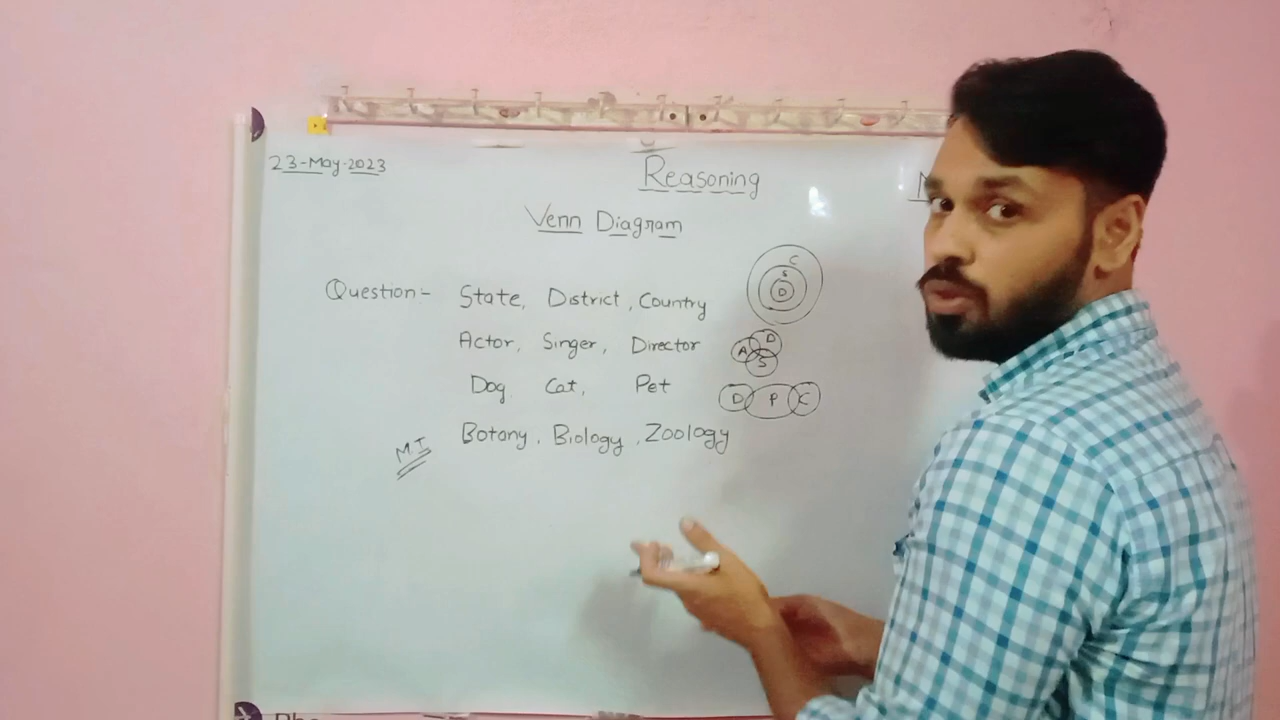 23-May-2023
Reasoning
Venn Diagram
Question:- State, District, Country
C
S
D
Actor, Singer, Director
A D
S
Dog Cat, Pet
D P C
Botany, Biology, Zoology
M.I